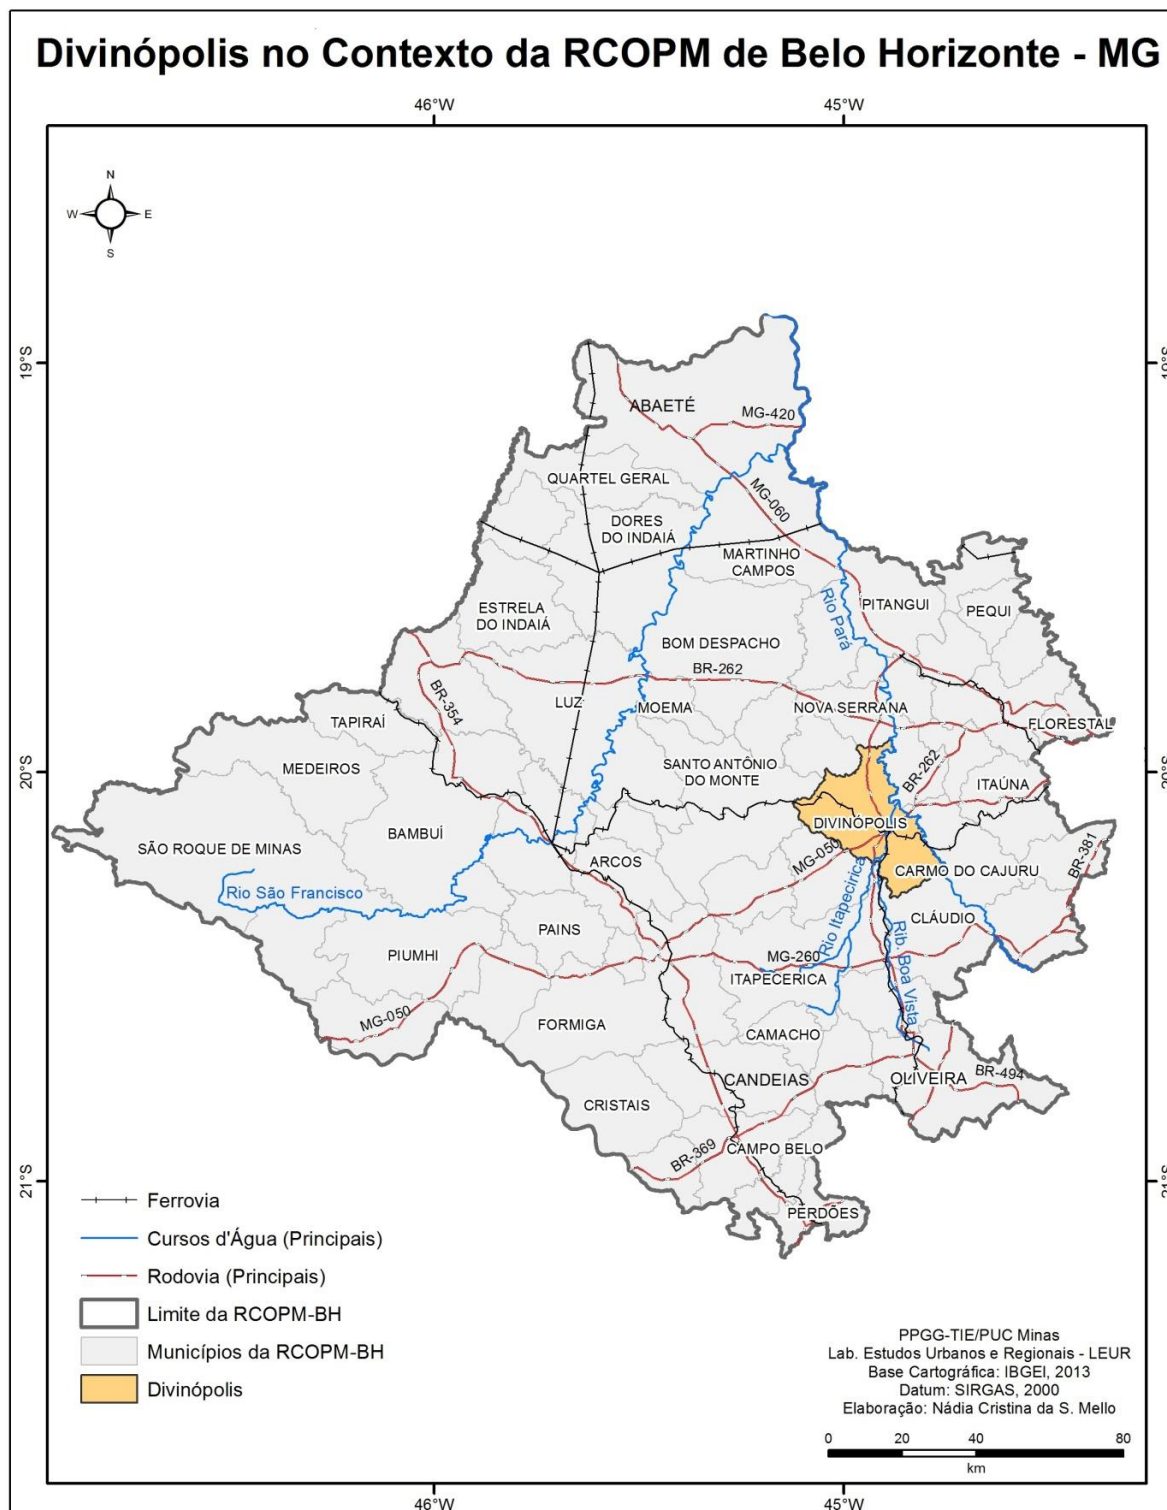 Divinópolis no Contexto da RCOPM de Belo Horizonte - MG
46°W
45°W
N
W
E
S
19°S
19°S
ABAETÉ
MG-420
QUARTEL GERAL
MG-060
DORES
DO INDAIÁ
MARTINHO
CAMPOS
ESTRELA
DO INDAIÁ
Rio Pará
PITANGUI
PEQUI
BOM DESPACHO
BR-262
BR-354
LUZ
MOEMA
NOVA SERRANA
FLORESTAL
TAPIRAÍ
MEDEIROS
SANTO ANTÔNIO
DO MONTE
BR-262
ITAÚNA
20°S
20°S
BAMBUÍ
DIVINÓPOLIS
SÃO ROQUE DE MINAS
ARCOS
MG-050
CARMO DO CAJURU
BR-381
Rio São Francisco
Rio Itapecirica
CLÁUDIO
PAINS
Rib. Boa Vista
PIUMHI
MG-260
ITAPECERICA
MG-050
FORMIGA
CAMACHO
CANDEIAS
OLIVEIRA
BR-494
CRISTAIS
BR-369
CAMPO BELO
21°S
21°S
PERDÕES
Ferrovia
Cursos d'Água (Principais)
Rodovia (Principais)
Limite da RCOPM-BH
Municípios da RCOPM-BH
Divinópolis
PPGG-TIE/PUC Minas
Lab. Estudos Urbanos e Regionais - LEUR
Base Cartográfica: IBGEI, 2013
Datum: SIRGAS, 2000
Elaboração: Nádia Cristina da S. Mello
0 20 40 80
km
46°W
45°W